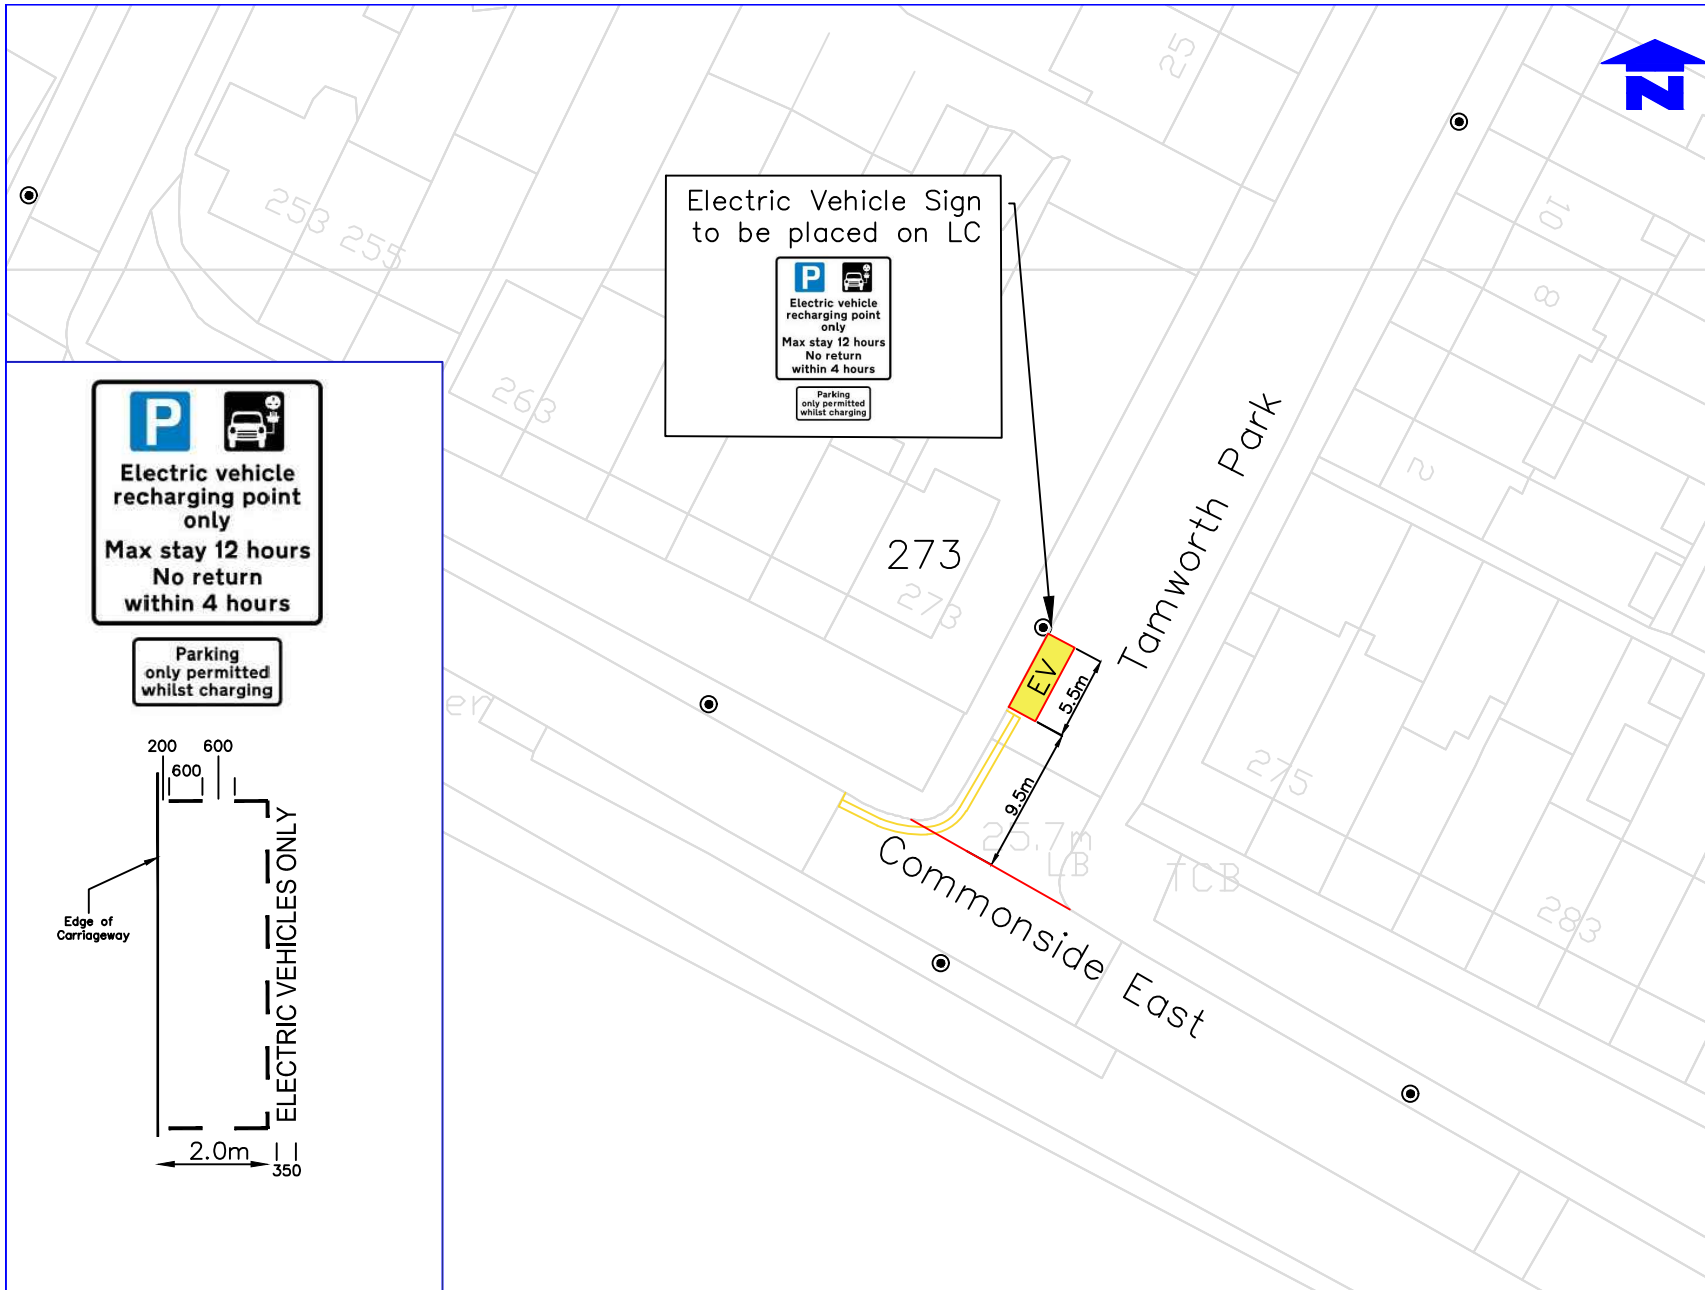 N
25
10
8
2
253 255
263
273
273
275
283
Electric Vehicle Sign
to be placed on LC
P
Electric vehicle
recharging point
only
Max stay 12 hours
No return
within 4 hours
Parking
only permitted
whilst charging
P
Electric vehicle
recharging point
only
Max stay 12 hours
No return
within 4 hours
Parking
only permitted
whilst charging
200 600
600
Edge of
Carriageway
ELECTRIC VEHICLES ONLY
2.0m
350
EV
5.5m
9.5m
Tamworth Park
25.7m
LB
TCB
Commonside East